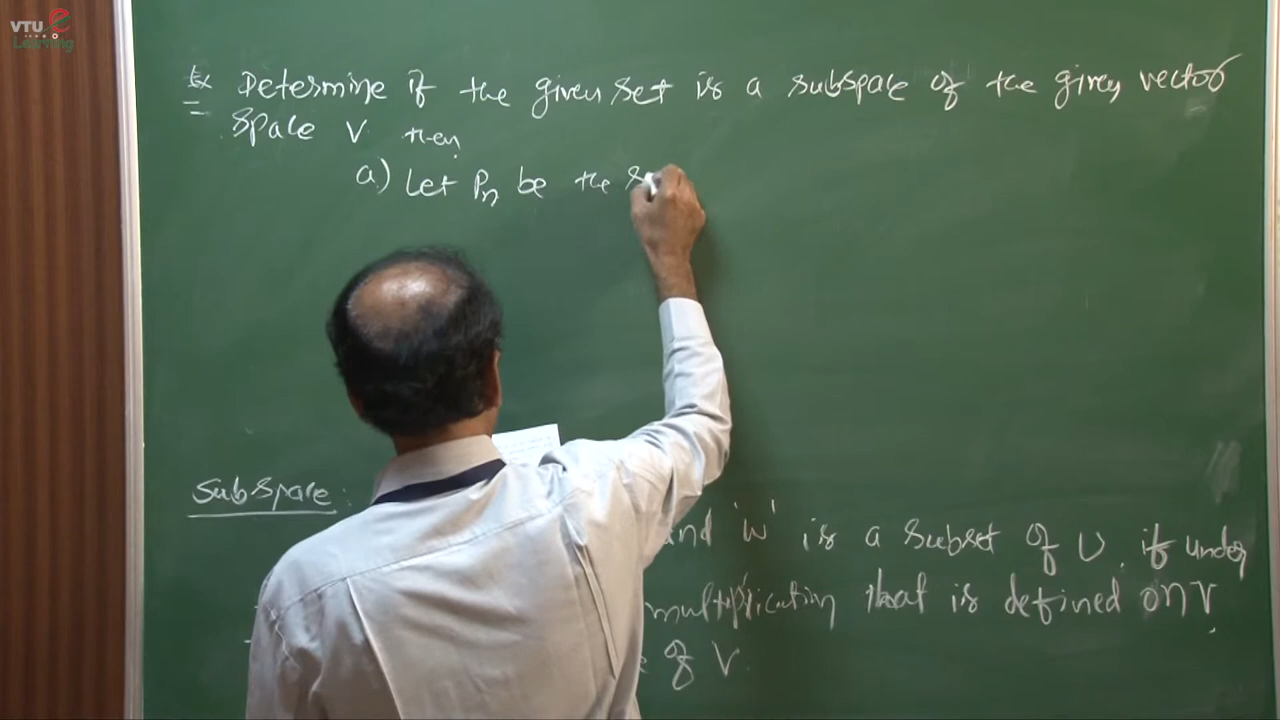 VTU e
Learning
Ex Determine if the given set is a subspace of the given vector
space V then
a.) Let Pn be the
Subspace:
and 'W' is a subset of V. if under
multiplication that is defined on V
of V.